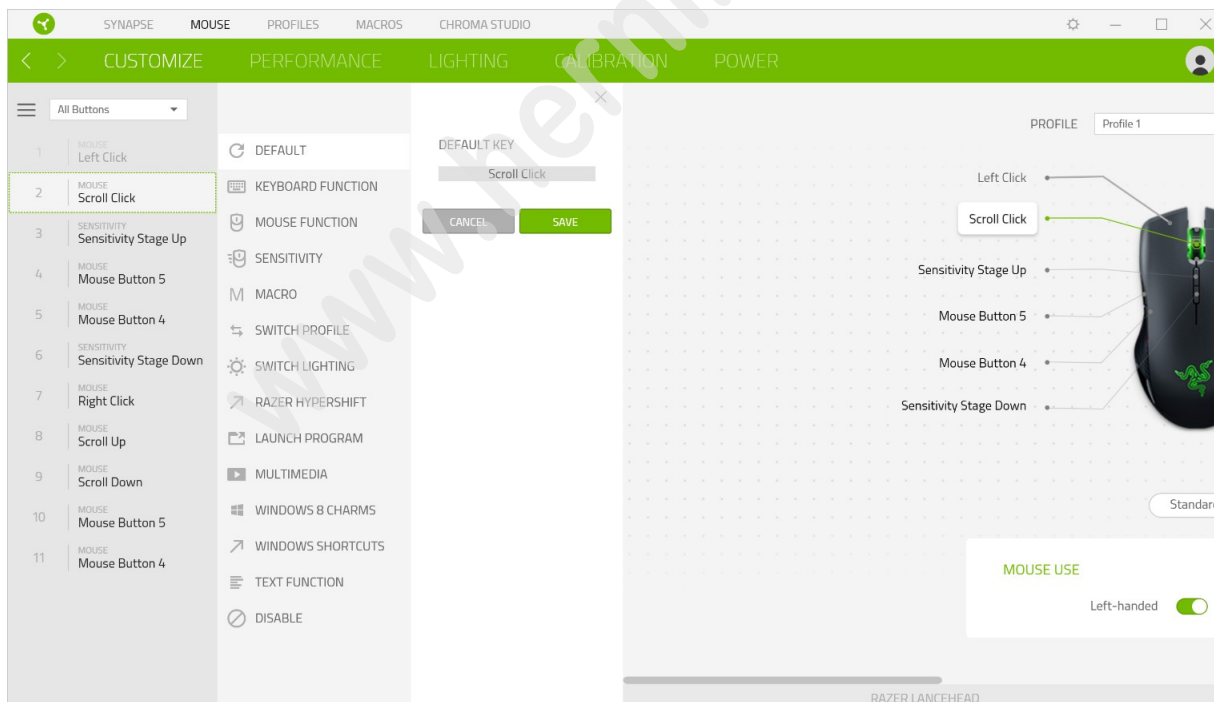 SYNAPSE MOUSE PROFILES MACROS CHROMA STUDIO
CUSTOMIZE PERFORMANCE LIGHTING CALIBRATION POWER
All Buttons
1 MOUSE
Left Click
2 MOUSE
Scroll Click
3 SENSITIVITY
Sensitivity Stage Up
4 MOUSE
Mouse Button 5
5 MOUSE
Mouse Button 4
6 SENSITIVITY
Sensitivity Stage Down
7 MOUSE
Right Click
8 MOUSE
Scroll Up
9 MOUSE
Scroll Down
10 MOUSE
Mouse Button 5
11 MOUSE
Mouse Button 4
DEFAULT
KEYBOARD FUNCTION
MOUSE FUNCTION
SENSITIVITY
MACRO
SWITCH PROFILE
SWITCH LIGHTING
RAZER HYPERSHIFT
LAUNCH PROGRAM
MULTIMEDIA
WINDOWS 8 CHARMS
WINDOWS SHORTCUTS
TEXT FUNCTION
DISABLE
DEFAULT KEY
Scroll Click
CANCEL SAVE
PROFILE Profile 1
Left Click
Scroll Click
Sensitivity Stage Up
Mouse Button 5
Mouse Button 4
Sensitivity Stage Down
Standar
MOUSE USE
Left-handed
RAZER LANCEHEAD
www.herni